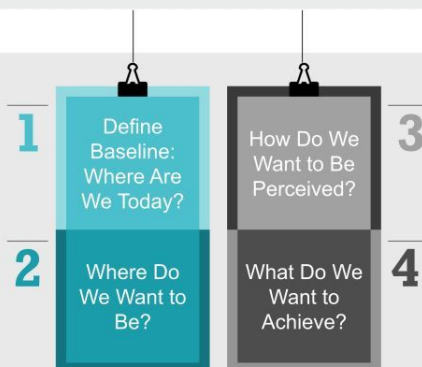 1
Define
Baseline:
Where Are
We Today?
2
Where Do
We Want to
Be?
How Do We
Want to Be
Perceived?
3
What Do We
Want to
Achieve?
4